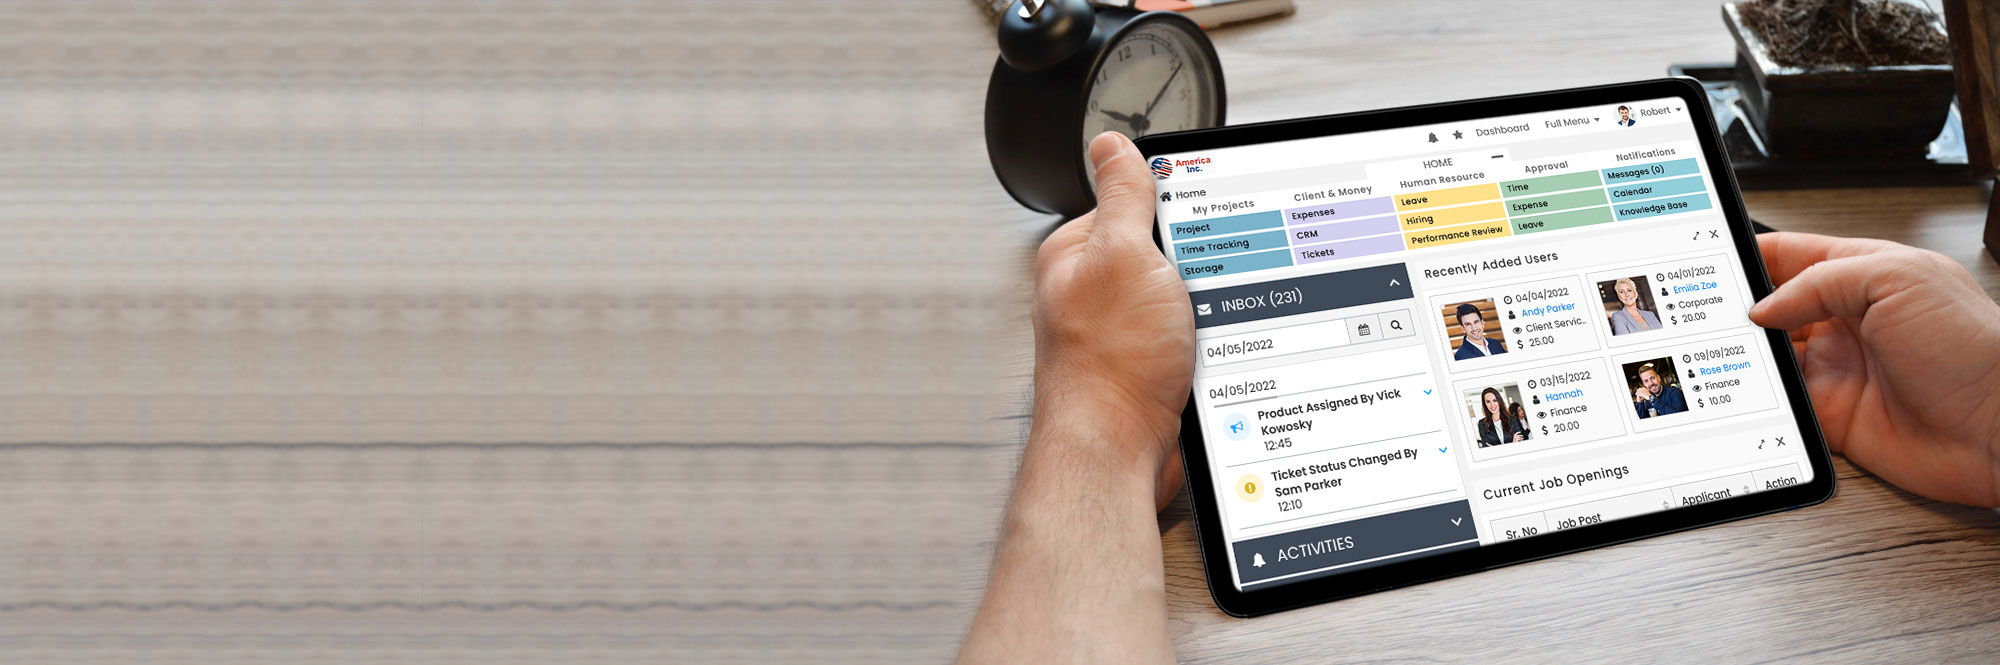 12
1
2
Dashboard
Full Menu
Robert
America
Inc.
HOME
Home
My Projects
Project
Time Tracking
Storage
Client & Money
Expenses
CRM
Tickets
Human Resource
Leave
Hiring
Performance Review
Approval
Time
Expense
Leave
Notifications
Messages (0)
Calendar
Knowledge Base
INBOX (231)
04/05/2022
04/05/2022
Product Assigned By Vick
Kowosky
12:45
Ticket Status Changed By
Sam Parker
12:10
ACTIVITIES
Recently Added Users
04/04/2022
Andy Parker
Client Servic..
$ 25.00
04/01/2022
Emilia Zoe
Corporate
$ 20.00
03/15/2022
Hannah
Finance
$ 20.00
09/09/2022
Rose Brown
Finance
$ 10.00
Current Job Openings
Sr. No
Job Post
Applicant
Action